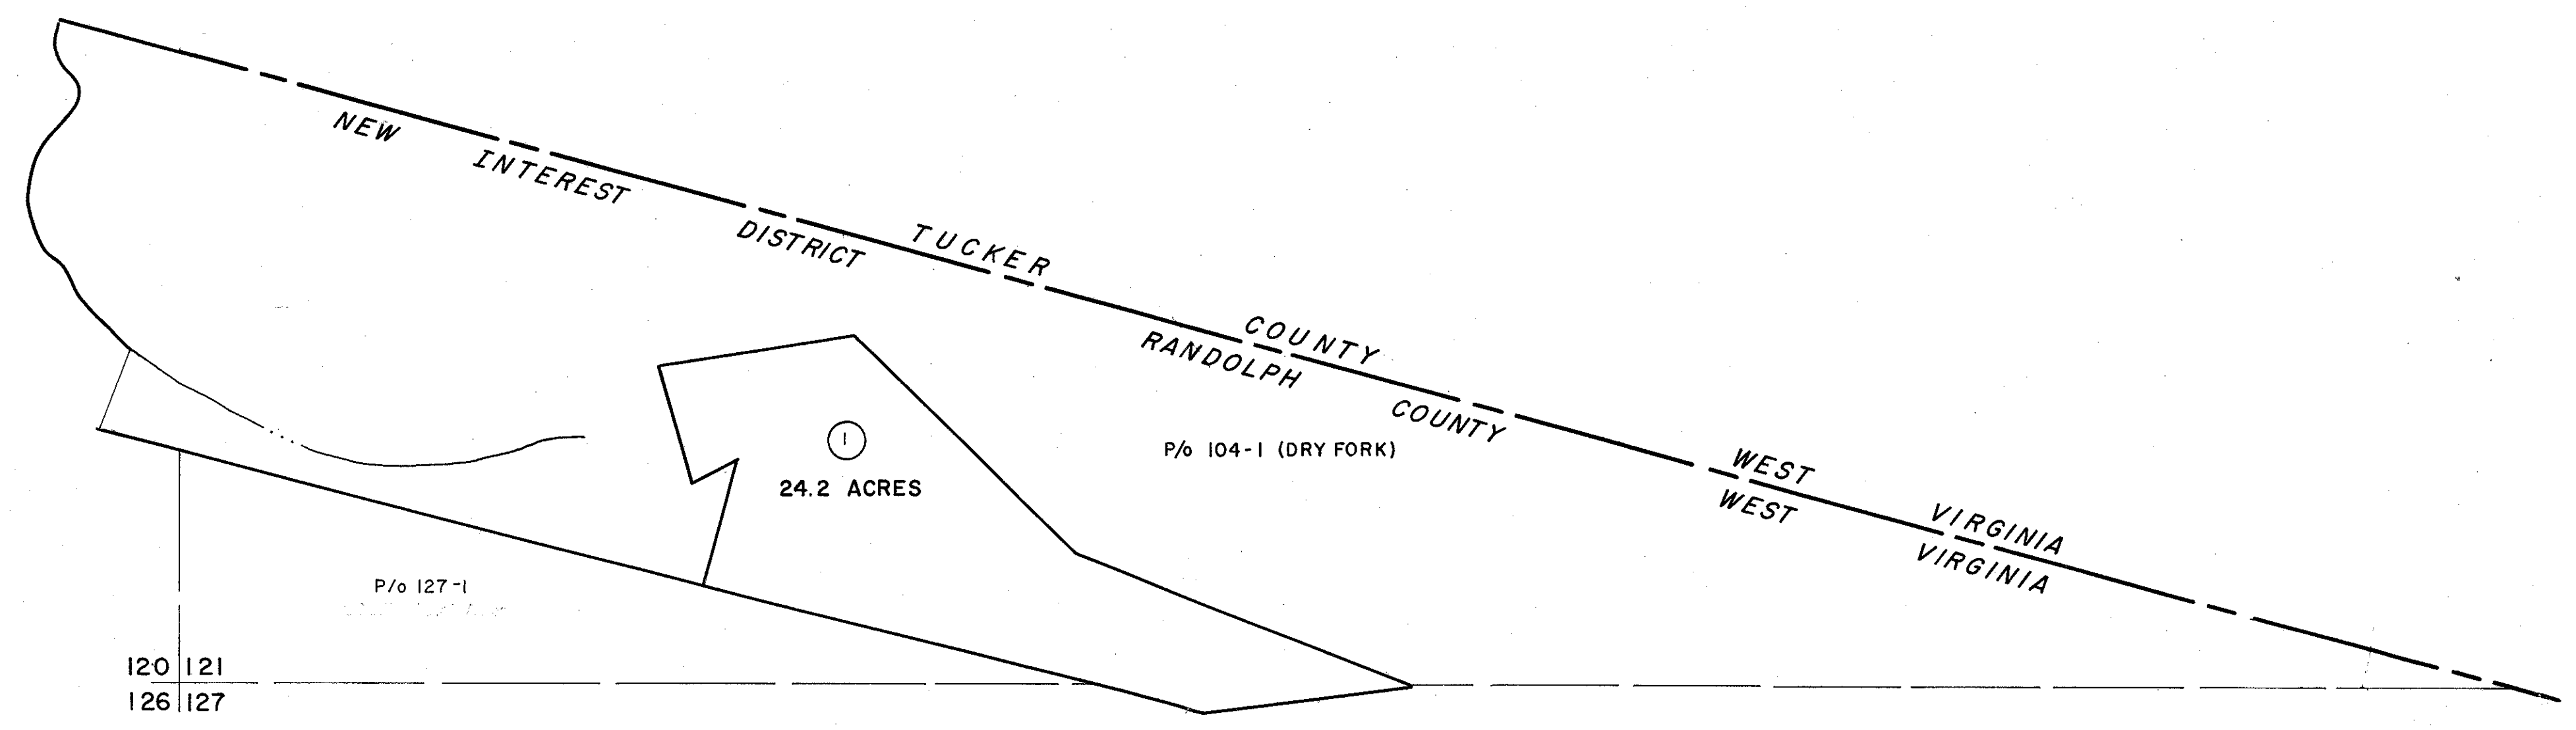 NEW INTEREST DISTRICT
TUCKER COUNTY WEST VIRGINIA
RANDOLPH COUNTY WEST VIRGINIA
1
24.2 ACRES
P/o 104-1 (DRY FORK)
P/o 127-1
120 121
126 127